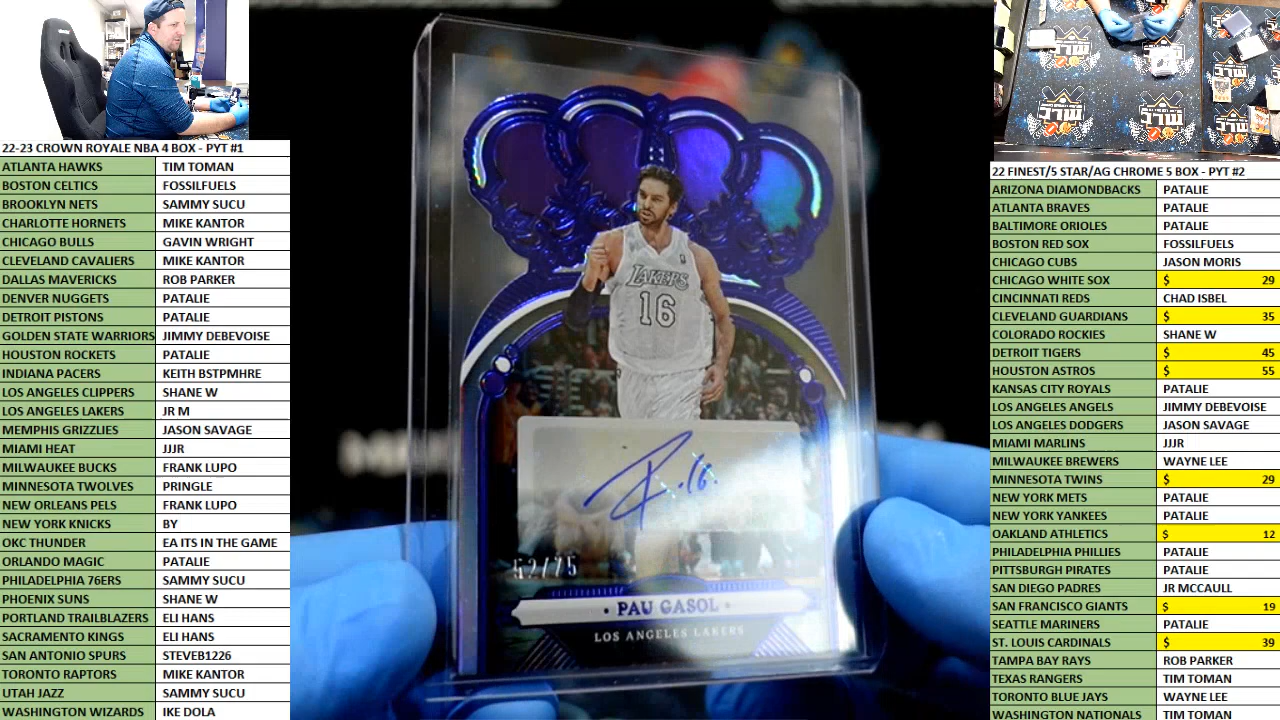 22-23 CROWN ROYALE NBA 4 BOX - PYT #1
ATLANTA HAWKS TIM TOMAN
BOSTON CELTICS FOSSILFUELS
BROOKLYN NETS SAMMY SUCU
CHARLOTTE HORNETS MIKE KANTOR
CHICAGO BULLS GAVIN WRIGHT
CLEVELAND CAVALIERS MIKE KANTOR
DALLAS MAVERICKS ROB PARKER
DENVER NUGGETS PATALIE
DETROIT PISTONS PATALIE
GOLDEN STATE WARRIORS JIMMY DEBEVOISE
HOUSTON ROCKETS PATALIE
INDIANA PACERS KEITH BSTPMHRE
LOS ANGELES CLIPPERS SHANE W
LOS ANGELES LAKERS JR M
MEMPHIS GRIZZLIES JASON SAVAGE
MIAMI HEAT JJJR
MILWAUKEE BUCKS FRANK LUPO
MINNESOTA TWOLVES PRINGLE
NEW ORLEANS PELS FRANK LUPO
NEW YORK KNICKS BY
OKC THUNDER EA ITS IN THE GAME
ORLANDO MAGIC PATALIE
PHILADELPHIA 76ERS SAMMY SUCU
PHOENIX SUNS SHANE W
PORTLAND TRAILBLAZERS ELI HANS
SACRAMENTO KINGS ELI HANS
SAN ANTONIO SPURS STEVEB1226
TORONTO RAPTORS MIKE KANTOR
UTAH JAZZ SAMMY SUCU
WASHINGTON WIZARDS IKE DOLA
LAKERS
16
52/75
PAU GASOL
LOS ANGELES LAKERS
22 FINEST/5 STAR/AG CHROME 5 BOX - PYT #2
ARIZONA DIAMONDBACKS PATALIE
ATLANTA BRAVES PATALIE
BALTIMORE ORIOLES PATALIE
BOSTON RED SOX FOSSILFUELS
CHICAGO CUBS JASON MORIS
CHICAGO WHITE SOX $ 29
CINCINNATI REDS CHAD ISBEL
CLEVELAND GUARDIANS $ 35
COLORADO ROCKIES SHANE W
DETROIT TIGERS $ 45
HOUSTON ASTROS $ 55
KANSAS CITY ROYALS PATALIE
LOS ANGELES ANGELS JIMMY DEBEVOISE
LOS ANGELES DODGERS JASON SAVAGE
MIAMI MARLINS JJJR
MILWAUKEE BREWERS WAYNE LEE
MINNESOTA TWINS $ 29
NEW YORK METS PATALIE
NEW YORK YANKEES PATALIE
OAKLAND ATHLETICS $ 12
PHILADELPHIA PHILLIES PATALIE
PITTSBURGH PIRATES PATALIE
SAN DIEGO PADRES JR MCCAULL
SAN FRANCISCO GIANTS $ 19
SEATTLE MARINERS PATALIE
ST. LOUIS CARDINALS $ 39
TAMPA BAY RAYS ROB PARKER
TEXAS RANGERS TIM TOMAN
TORONTO BLUE JAYS WAYNE LEE
WASHINGTON NATIONALS TIM TOMAN